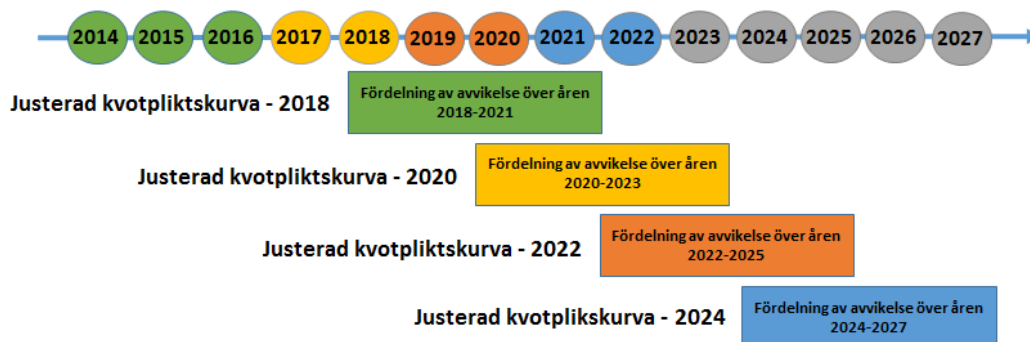 2014 2015 2016 2017 2018 2019 2020 2021 2022 2023 2024 2025 2026 2027
Justerad kvotpliktskurva - 2018
Fördelning av avvikelse över åren
2018-2021
Justerad kvotpliktskurva - 2020
Fördelning av avvikelse över åren
2020-2023
Justerad kvotpliktskurva - 2022
Fördelning av avvikelse över åren
2022-2025
Justerad kvotplikskurva - 2024
Fördelning av avvikelse över åren
2024-2027